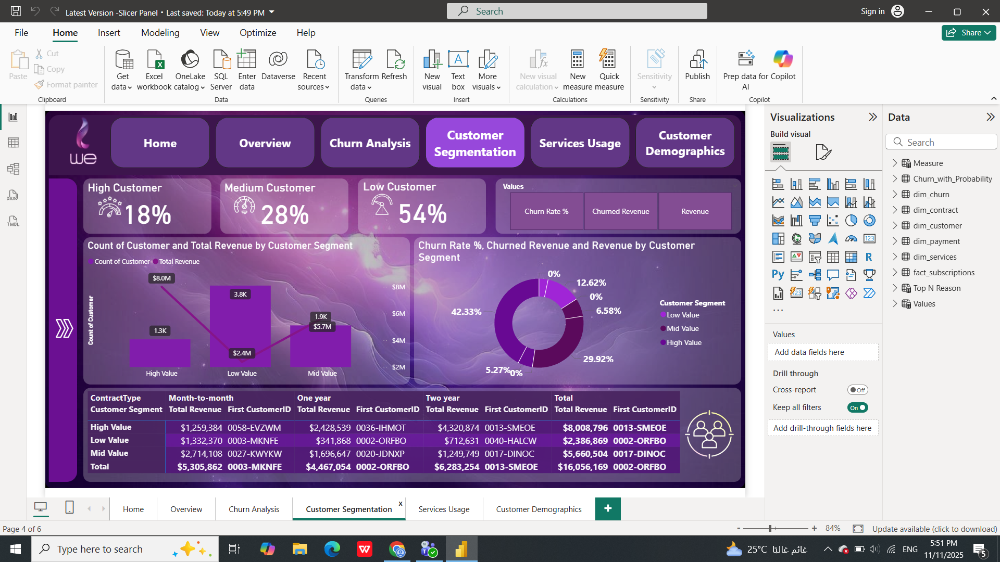 Latest Version -Slicer Panel • Last saved: Today at 5:49 PM
Search
Sign in
File Home Insert Modeling View Optimize Help
Share
Paste
Cut
Copy
Format painter
Clipboard
Get data
Excel workbook
OneLake catalog
SQL Server
Enter data
Dataverse
Recent sources
Data
Transform data
Refresh
Queries
New visual
Text box
More visuals
Insert
New visual calculation
New measure
Quick measure
Calculations
Sensitivity
Sensitivity
Publish
Share
Prep data for AI
Copilot
Copilot
we
Home
Overview
Churn Analysis
Customer Segmentation
Services Usage
Customer Demographics
High Customer
18%
Medium Customer
28%
Low Customer
54%
Values
Churn Rate %
Churned Revenue
Revenue
Count of Customer and Total Revenue by Customer Segment
Count of Customer Total Revenue
Count of Customer
$8.0M
3.8K
1.9K
$5.7M
1.3K
$2.4M
$8M
$6M
$4M
$2M
High Value
Low Value
Mid Value
Churn Rate %, Churned Revenue and Revenue by Customer Segment
0%
12.62%
0%
6.58%
29.92%
0%
5.27%
42.33%
Customer Segment
Low Value
Mid Value
High Value
ContractType Month-to-month One year Two year Total
Customer Segment Total Revenue First CustomerID Total Revenue First CustomerID Total Revenue First CustomerID Total Revenue First CustomerID
High Value $1,259,384 0058-EVZWM $2,428,539 0036-IHMOT $4,320,874 0013-SMEOE $8,008,796 0013-SMEOE
Low Value $1,332,370 0003-MKNFE $341,868 0002-ORFBO $712,631 0040-HALCW $2,386,869 0002-ORFBO
Mid Value $2,714,108 0027-KWYKW $1,696,647 0020-JDNXP $1,249,749 0017-DINOC $5,660,504 0017-DINOC
Total $5,305,862 0003-MKNFE $4,467,054 0002-ORFBO $6,283,254 0013-SMEOE $16,056,169 0002-ORFBO
Visualizations
Build visual
Values
Add data fields here
Drill through
Cross-report Off
Keep all filters On
Add drill-through fields here
Data
Search
Measure
Churn_with_Probability
dim_churn
dim_contract
dim_customer
dim_payment
dim_services
fact_subscriptions
Top N Reason
Values
Home Overview Churn Analysis Customer Segmentation x Services Usage Customer Demographics +
Page 4 of 6
- + 84%
Update available (click to download)
Type here to search
25°C غائم غالبًا
ENG
5:51 PM
11/11/2025
5
DAX
TMDL
123
R
Py